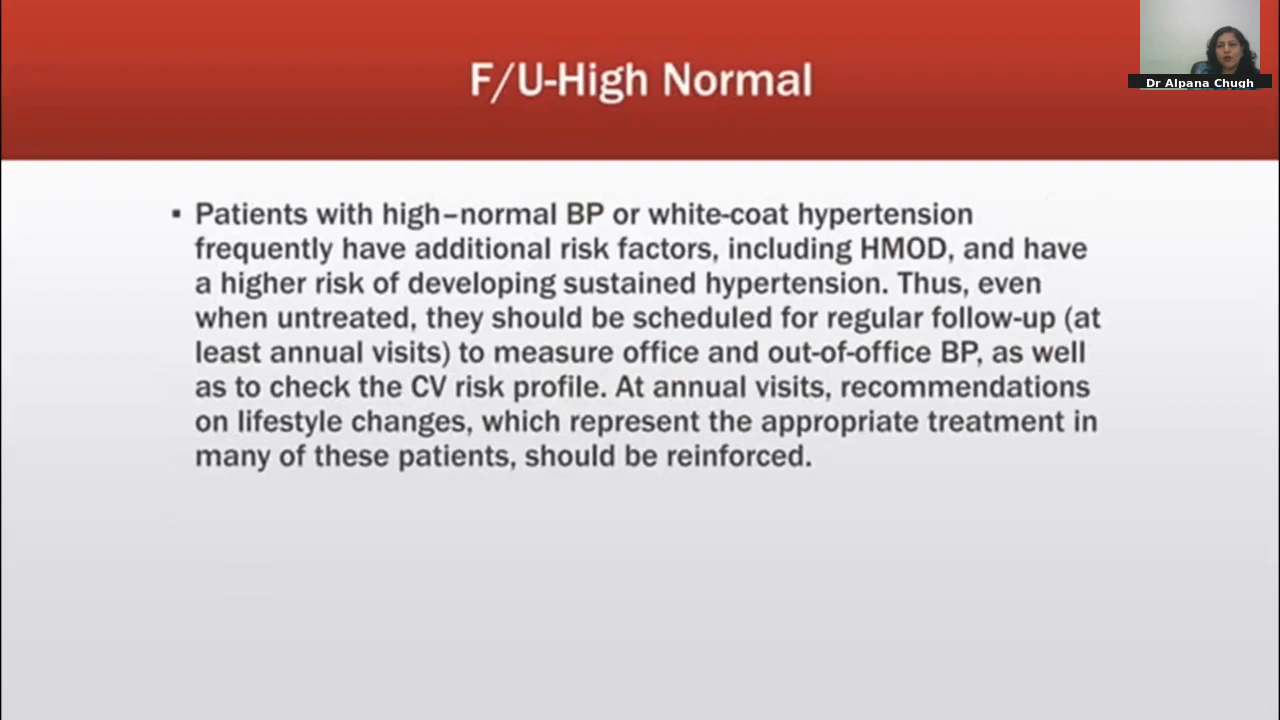 F/U-High Normal
Dr Alpana Chugh
▪ Patients with high–normal BP or white-coat hypertension
frequently have additional risk factors, including HMOD, and have
a higher risk of developing sustained hypertension. Thus, even
when untreated, they should be scheduled for regular follow-up (at
least annual visits) to measure office and out-of-office BP, as well
as to check the CV risk profile. At annual visits, recommendations
on lifestyle changes, which represent the appropriate treatment in
many of these patients, should be reinforced.